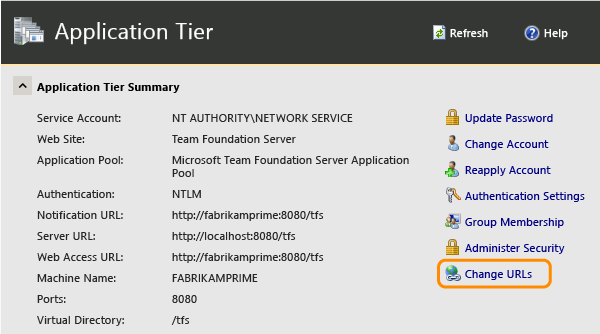 Application Tier
Refresh
Help
Application Tier Summary
Service Account: NT AUTHORITY\NETWORK SERVICE
Update Password
Web Site: Team Foundation Server
Change Account
Application Pool: Microsoft Team Foundation Server Application
Pool
Reapply Account
Authentication: NTLM
Authentication Settings
Notification URL: http://fabrikamprime:8080/tfs
Group Membership
Server URL: http://localhost:8080/tfs
Administer Security
Web Access URL: http://fabrikamprime:8080/tfs
Machine Name: FABRIKAMPRIME
Change URLs
Ports: 8080
Virtual Directory: /tfs